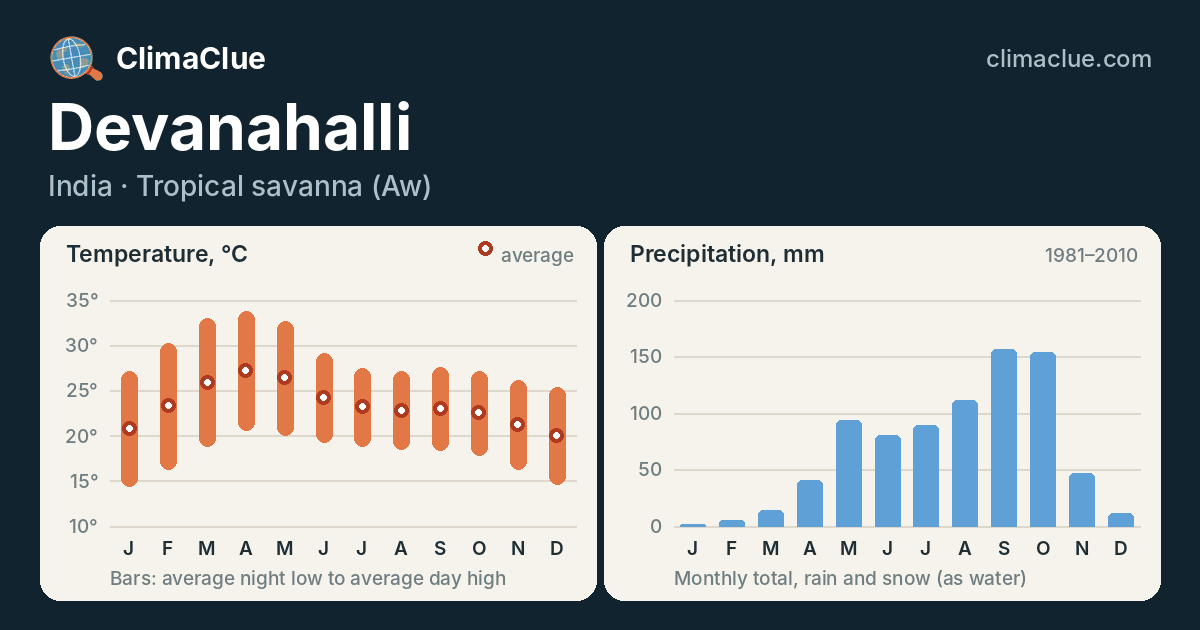 ClimaClue
climaclue.com
Devanahalli
India · Tropical savanna (Aw)
Temperature, °C
average
35°
30°
25°
20°
15°
10°
J F M A M J J A S O N D
Bars: average night low to average day high
Precipitation, mm
1981–2010
200
150
100
50
0
J F M A M J J A S O N D
Monthly total, rain and snow (as water)